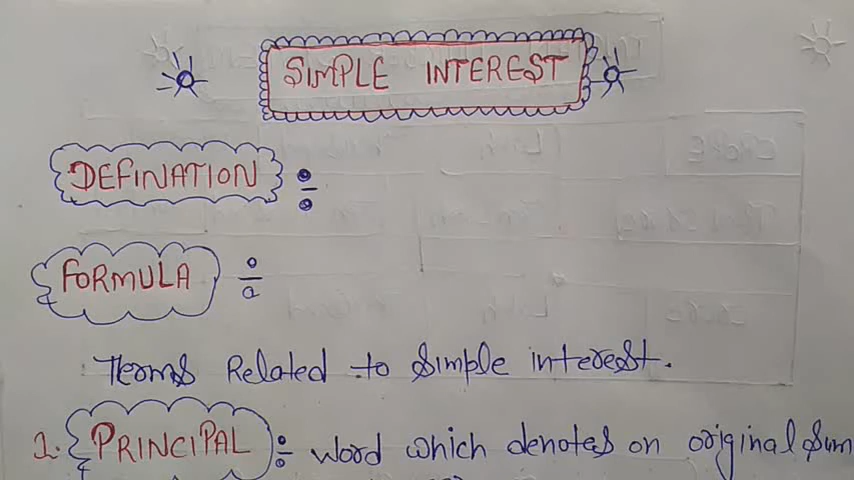 SIMPLE INTEREST
DEFINATION :-
FORMULA :-
Terms Related to Simple interest.
1. PRINCIPAL :- Word which denotes on original Sum